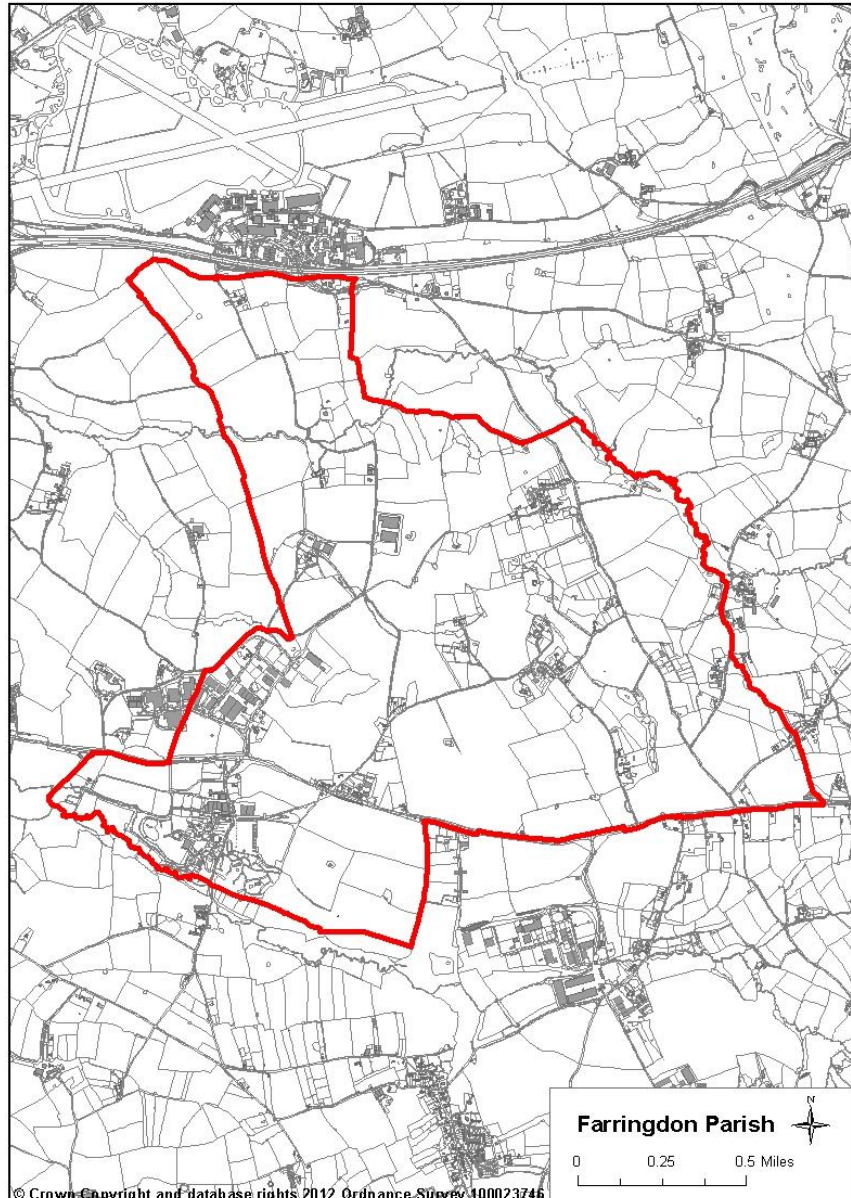 Farringdon Parish
N
0 0.25 0.5 Miles
© Crown Copyright and database rights 2012 Ordnance Survey 100023746